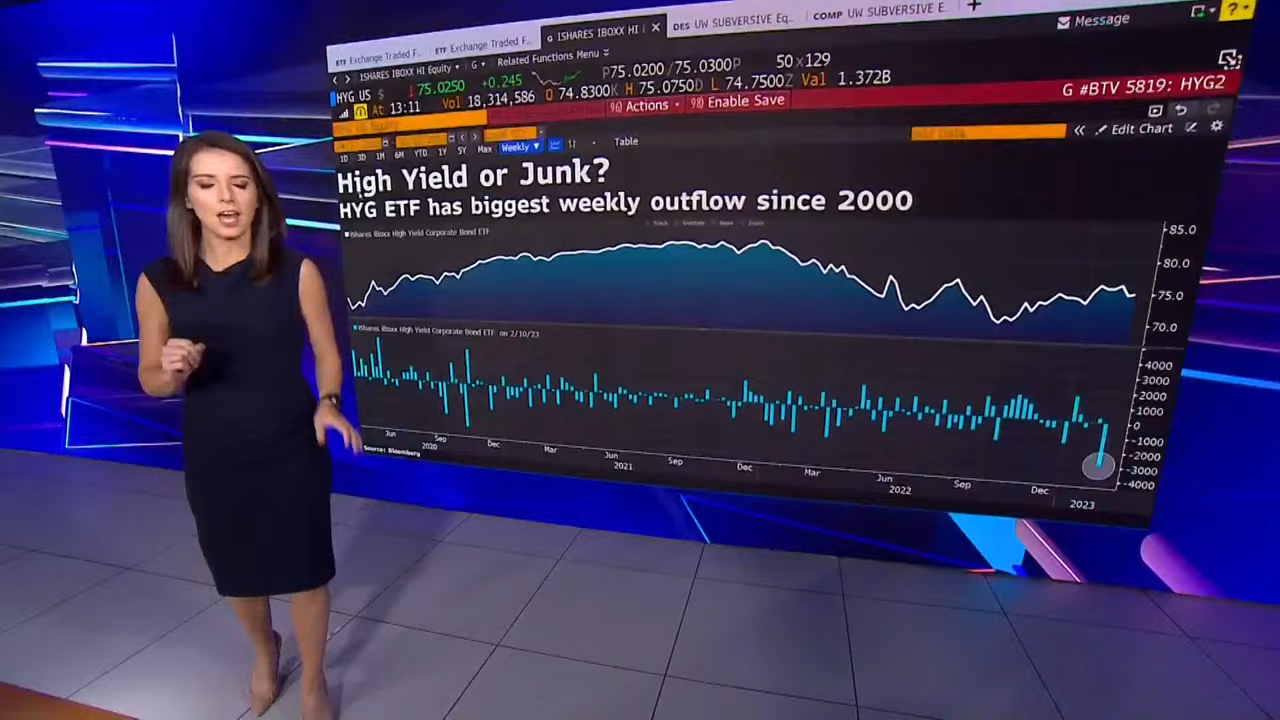 ETF Exchange Traded F..
ETF Exchange Traded F..
G ISHARES IBOXX HI
DES UW SUBVERSIVE Eq..
COMP UW SUBVERSIVE E
ISHARES IBOXX HI Equity
G
Related Functions Menu
Message
?
HYG US $ 75.0250 +0.245
P75.0200/75.0300P 50x129
At 13:11 Vol 18,314,586 O 74.8300K H 75.0750D L 74.7500Z Val 1.372B
Actions
Enable Save
G #BTV 5819: HYG2
Edit Chart
1D 3D 1M 6M YTD 1Y 5Y Max Weekly Table
High Yield or Junk?
HYG ETF has biggest weekly outflow since 2000
iShares iBoxx High Yield Corporate Bond ETF
85.0
80.0
75.0
70.0
iShares iBoxx High Yield Corporate Bond ETF on 2/10/23
4000
3000
2000
1000
0
-1000
-2000
-3000
-4000
Jun Sep Dec Mar Jun Sep Dec Mar Jun Sep Dec
2020 2021 2022 2023
Source: Bloomberg